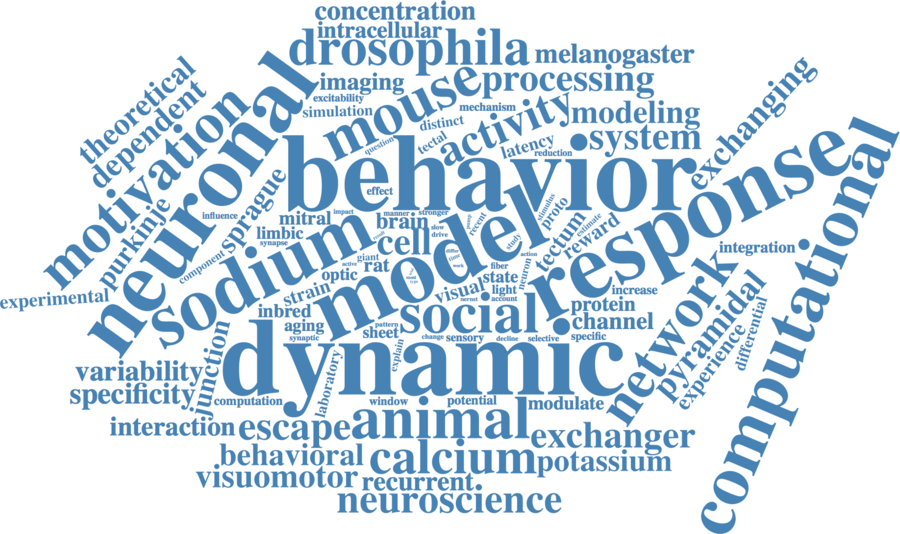 concentration
intracellular
drosophila
melanogaster
theoretical
dependent
motivation
neuronal
imaging
excitability
simulation
mouse
processing
mechanism
distinct
question
tectal
activity
modeling
latency
reduction
system
exchanging
behavior
effect
response
computational
purkinje
sprague
influence
mitral
impact
manner
stronger
limbic
synapse
brain
slow
drive
recent
stimulus
proto
estimate
reward
tectum
study
component
sodium
cell
model
giant
active
rat
optic
differ
time
work
action
neuron
fiber
integration
experimental
strain
visual
state
light
normal
account
increase
inbred
aging
synaptic
social
protein
channel
network
pyramidal
experience
differential
pattern
sheet
explain
change
sensory
decline
selective
specific
dynamic
junction
variability
specificity
computation
laboratory
window
potential
modulate
interaction
escape
animal
exchanger
behavioral
calcium
potassium
visuomotor
recurrent
neuroscience